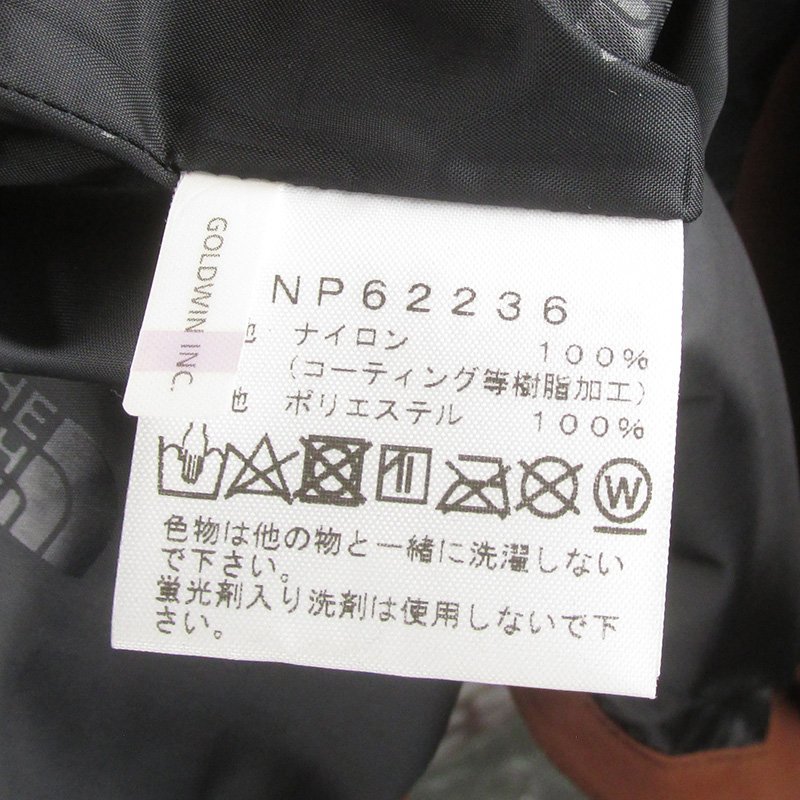 GOLDWIN INC.
NP62236
地 ナイロン 100%
(コーティング等樹脂加工)
地 ポリエステル 100%
W
色物は他の物と一緒に洗濯しない
で下さい。
蛍光剤入り洗剤は使用しないで下
さい。
THE